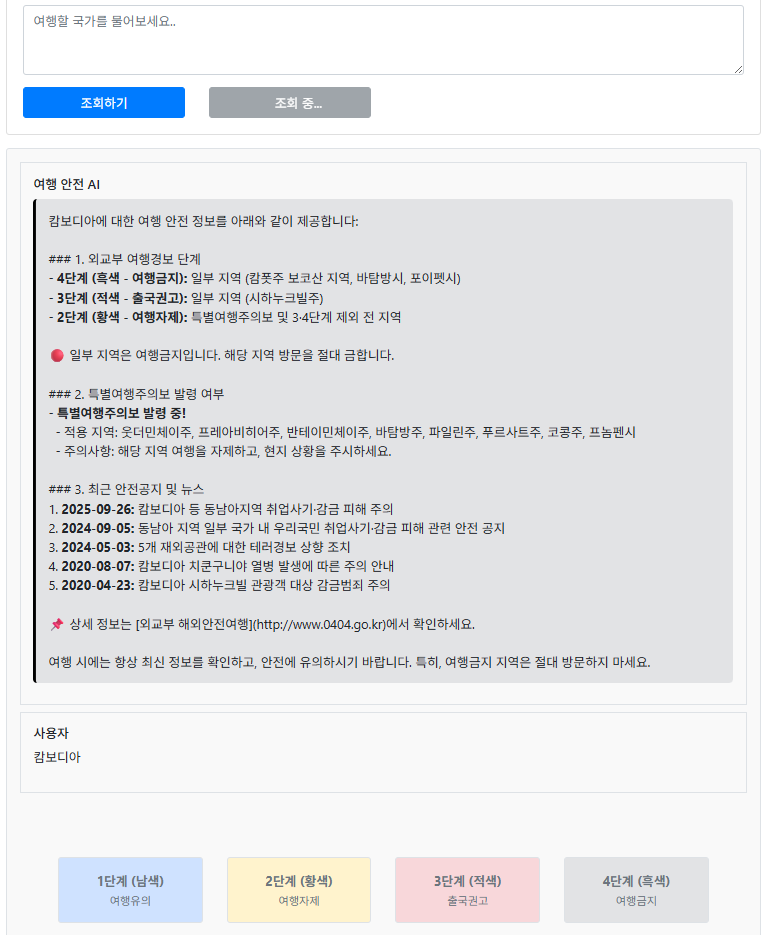 여행할 국가를 물어보세요..
조회하기 조회 중...
여행 안전 AI
캄보디아에 대한 여행 안전 정보를 아래와 같이 제공합니다:
### 1. 외교부 여행경보 단계
- 4단계 (흑색 - 여행금지): 일부 지역 (캄폿주 보코산 지역, 바탐방시, 포이펫시)
- 3단계 (적색 - 출국권고): 일부 지역 (시하누크빌주)
- 2단계 (황색 - 여행자제): 특별여행주의보 및 3·4단계 제외 전 지역
🔴 일부 지역은 여행금지입니다. 해당 지역 방문을 절대 금합니다.
### 2. 특별여행주의보 발령 여부
- 특별여행주의보 발령 중!
- 적용 지역: 웃더민체이주, 프레아비히어주, 반테이민체이주, 바탐방주, 파일린주, 푸르사트주, 코콩주, 프놈펜시
- 주의사항: 해당 지역 여행을 자제하고, 현지 상황을 주시하세요.
### 3. 최근 안전공지 및 뉴스
1. 2025-09-26: 캄보디아 등 동남아지역 취업사기·감금 피해 주의
2. 2024-09-05: 동남아 지역 일부 국가 내 우리국민 취업사기·감금 피해 관련 안전 공지
3. 2024-05-03: 5개 재외공관에 대한 테러경보 상향 조치
4. 2020-08-07: 캄보디아 치쿤구니야 열병 발생에 따른 주의 안내
5. 2020-04-23: 캄보디아 시하누크빌 관광객 대상 감금범죄 주의
📌 상세 정보는 [외교부 해외안전여행](http://www.0404.go.kr)에서 확인하세요.
여행 시에는 항상 최신 정보를 확인하고, 안전에 유의하시기 바랍니다. 특히, 여행금지 지역은 절대 방문하지 마세요.
사용자
캄보디아
1단계 (남색) 2단계 (황색) 3단계 (적색) 4단계 (흑색)
여행유의 여행자제 출국권고 여행금지